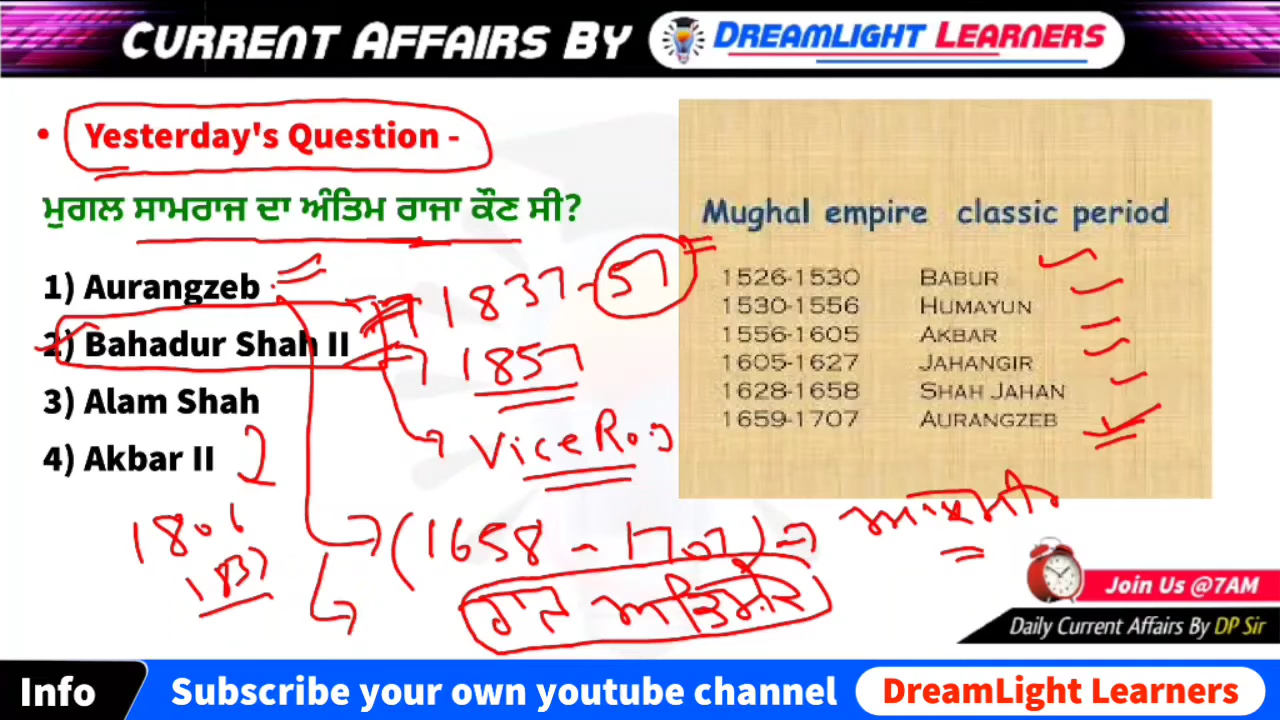 CURRENT AFFAIRS BY DREAMLIGHT LEARNERS
• Yesterday's Question -
ਮੁਗਲ ਸਾਮਰਾਜ ਦਾ ਅੰਤਿਮ ਰਾਜਾ ਕੌਣ ਸੀ?
1) Aurangzeb
2) Bahadur Shah II
3) Alam Shah
4) Akbar II
1837-57
1857
ViceRoy
2
1806
1837
(1658 - 1707)
Mughal empire classic period
1526-1530 BABUR
1530-1556 HUMAYUN
1556-1605 AKBAR
1605-1627 JAHANGIR
1628-1658 SHAH JAHAN
1659-1707 AURANGZEB
Join Us @7AM
Daily Current Affairs By DP Sir
Info
Subscribe your own youtube channel
DreamLight Learners